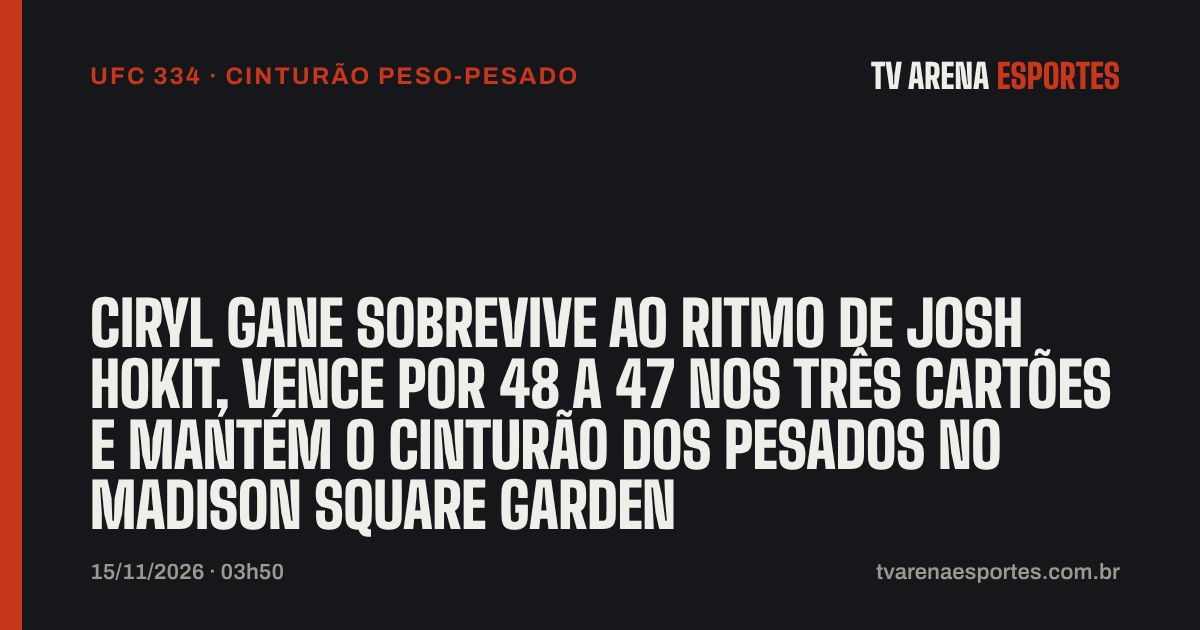 UFC 334 · CINTURÃO PESO-PESADO
TV ARENA ESPORTES
CIRYL GANE SOBREVIVE AO RITMO DE JOSH
HOKIT, VENCE POR 48 A 47 NOS TRÊS CARTÕES
E MANTÉM O CINTURÃO DOS PESADOS NO
MADISON SQUARE GARDEN
15/11/2026 · 03h50
tvarenaesportes.com.br